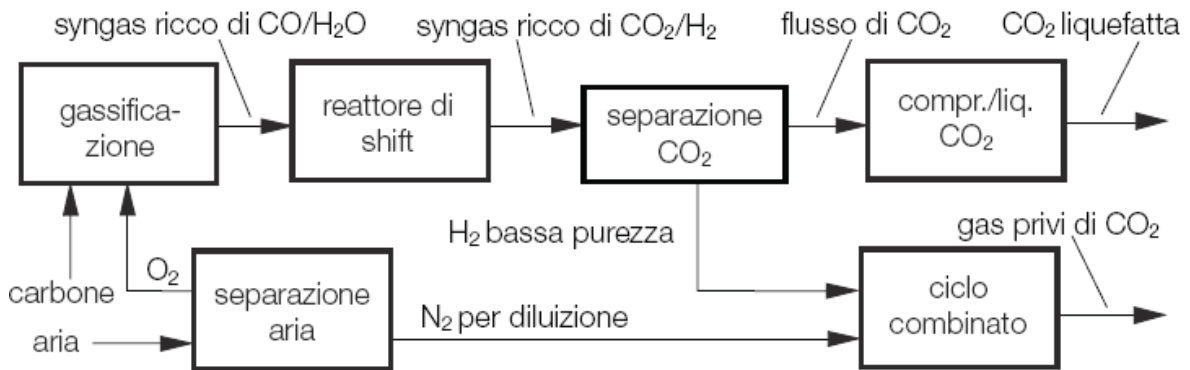 syngas ricco di CO/H2O
syngas ricco di CO2/H2
flusso di CO2
CO2 liquefatta
gassifica-
zione
reattore di
shift
separazione
CO2
compr./liq.
CO2
H2 bassa purezza
gas privi di CO2
O2
carbone
aria
separazione
aria
N2 per diluizione
ciclo
combinato